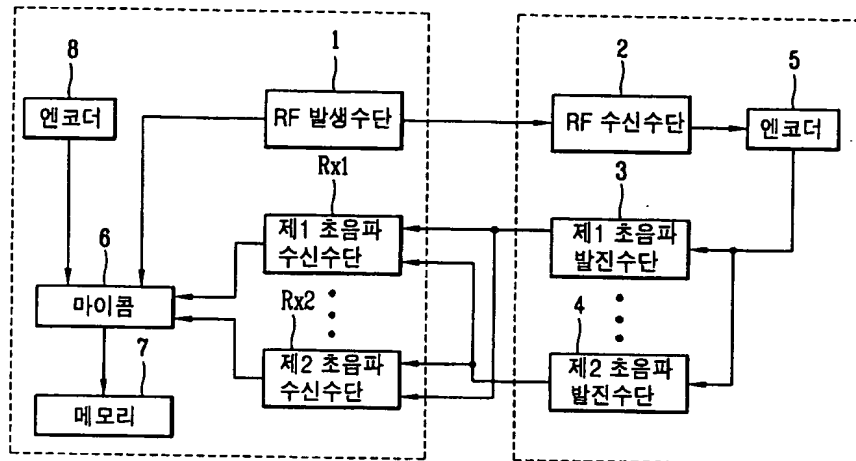 8
엔코더
1
RF 발생수단
2
RF 수신수단
5
엔코더
Rx1
제1 초음파
수신수단
3
제1 초음파
발진수단
6
마이콤
Rx2
제2 초음파
수신수단
4
제2 초음파
발진수단
7
메모리